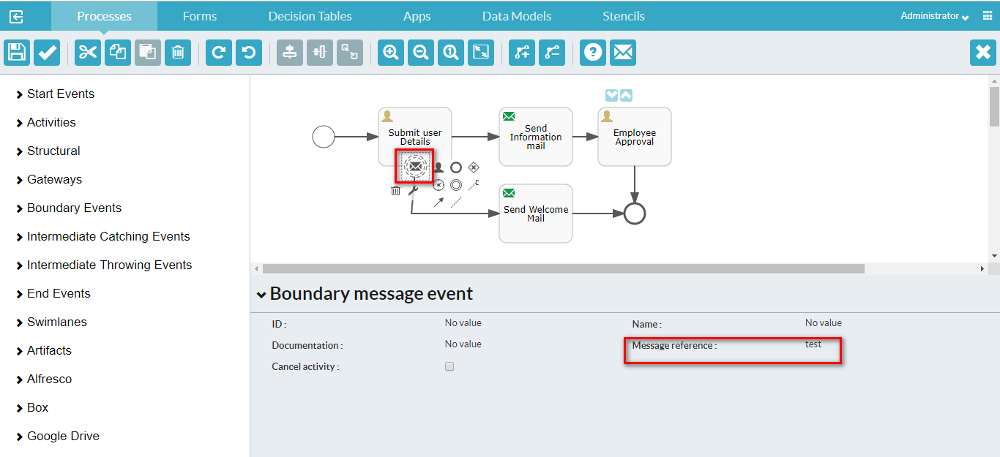 Processes Forms Decision Tables Apps Data Models Stencils Administrator
Start Events
Activities
Structural
Gateways
Boundary Events
Intermediate Catching Events
Intermediate Throwing Events
End Events
Swimlanes
Artifacts
Alfresco
Box
Google Drive
Submit user
Details
Send
Information
mail
Employee
Approval
Send Welcome
Mail
Boundary message event
ID : No value Name : No value
Documentation : No value Message reference : test
Cancel activity :